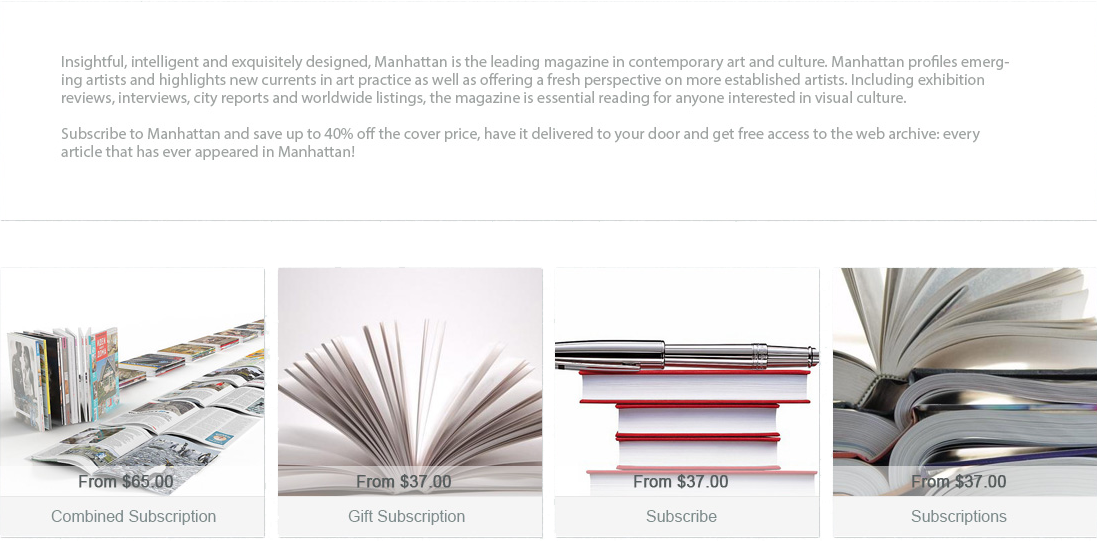 Insightful, intelligent and exquisitely designed, Manhattan is the leading magazine in contemporary art and culture. Manhattan profiles emerg-
ing artists and highlights new currents in art practice as well as offering a fresh perspective on more established artists. Including exhibition
reviews, interviews, city reports and worldwide listings, the magazine is essential reading for anyone interested in visual culture.
Subscribe to Manhattan and save up to 40% off the cover price, have it delivered to your door and get free access to the web archive: every
article that has ever appeared in Manhattan!
From $65.00
Combined Subscription
From $37.00
Gift Subscription
From $37.00
Subscribe
From $37.00
Subscriptions